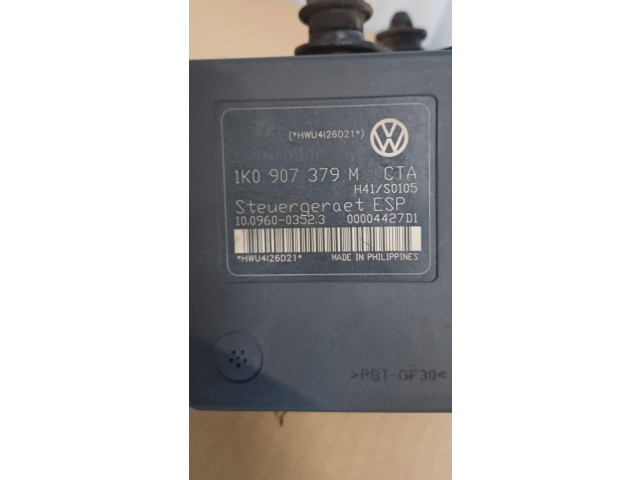 (*HWU4I26D21*)
1K0 907 379 M CTA
H41/S0105
Steuergeraet ESP
10.0960-0352.3 00004427D1
*HWU4I26D21* MADE IN PHILIPPINES
>PBT-GF30<